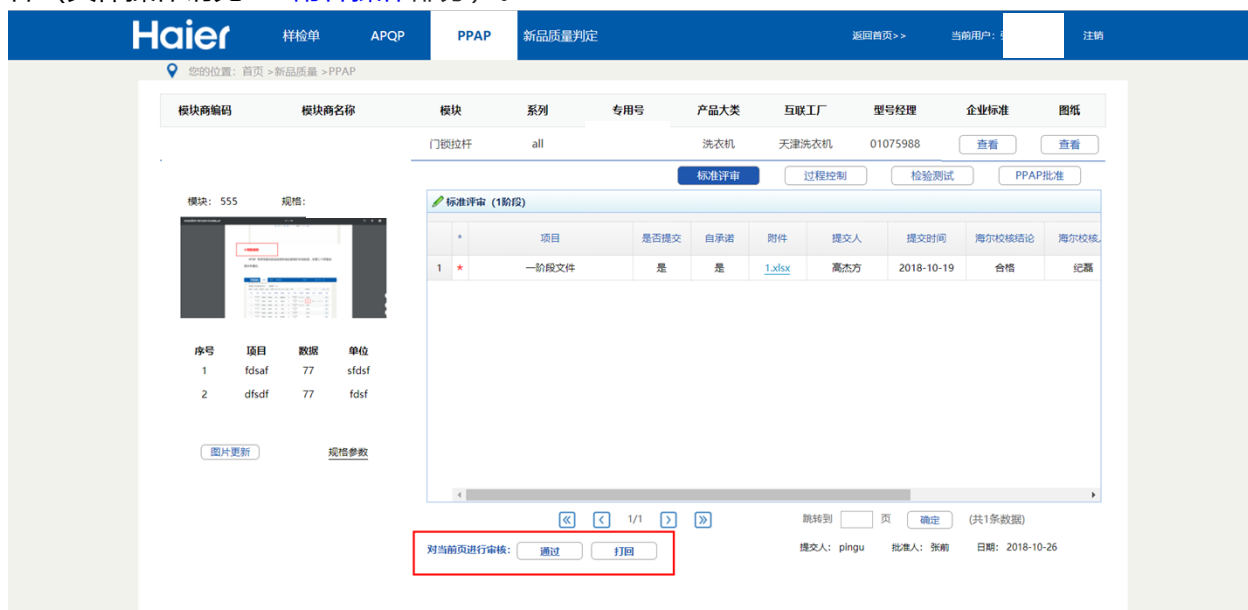 Haier 样检单 APQP PPAP 新品质量判定 返回首页>> 当前用户: 注销
您的位置: 首页 >新品质量 >PPAP
模块商编码 模块商名称 模块 系列 专用号 产品大类 互联工厂 型号经理 企业标准 图纸
门锁拉杆 all 洗衣机 天津洗衣机 01075988 查看 查看
标准评审 过程控制 检验测试 PPAP批准
模块: 555 规格:
标准评审 (1阶段)
* 项目 是否提交 自承诺 附件 提交人 提交时间 海尔校核结论 海尔校核
1 * 一阶段文件 是 是 1.xlsx 高杰方 2018-10-19 合格 纪磊
序号 项目 数据 单位
1 fdsaf 77 sfdsf
2 dfsdf 77 fdsf
图片更新 规格参数
1/1 跳转到 页 确定 (共1条数据)
对当前页进行审核: 通过 打回
提交人: pingu 批准人: 张前 日期: 2018-10-26